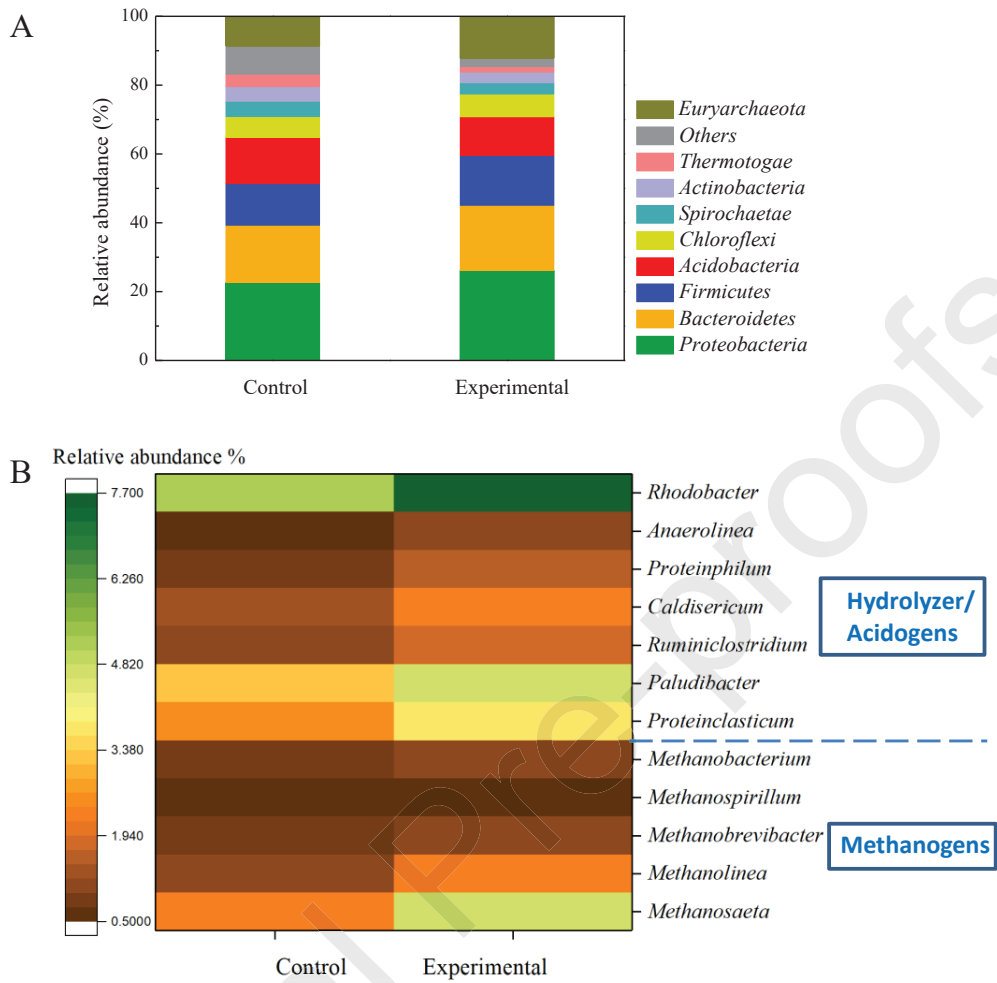 A
100
80
60
40
20
0
Relative abundance (%)
Control
Experimental
Euryarchaeota
Others
Thermotogae
Actinobacteria
Spirochaetae
Chloroflexi
Acidobacteria
Firmicutes
Bacteroidetes
Proteobacteria
B
Relative abundance %
7.700
6.260
4.820
3.380
1.940
0.5000
Rhodobacter
Anaerolinea
Proteinphilum
Caldisericum
Ruminiclostridium
Paludibacter
Proteinclasticum
Methanobacterium
Methanospirillum
Methanobrevibacter
Methanolinea
Methanosaeta
Hydrolyzer/
Acidogens
Methanogens
Control
Experimental
l Pre-proofs